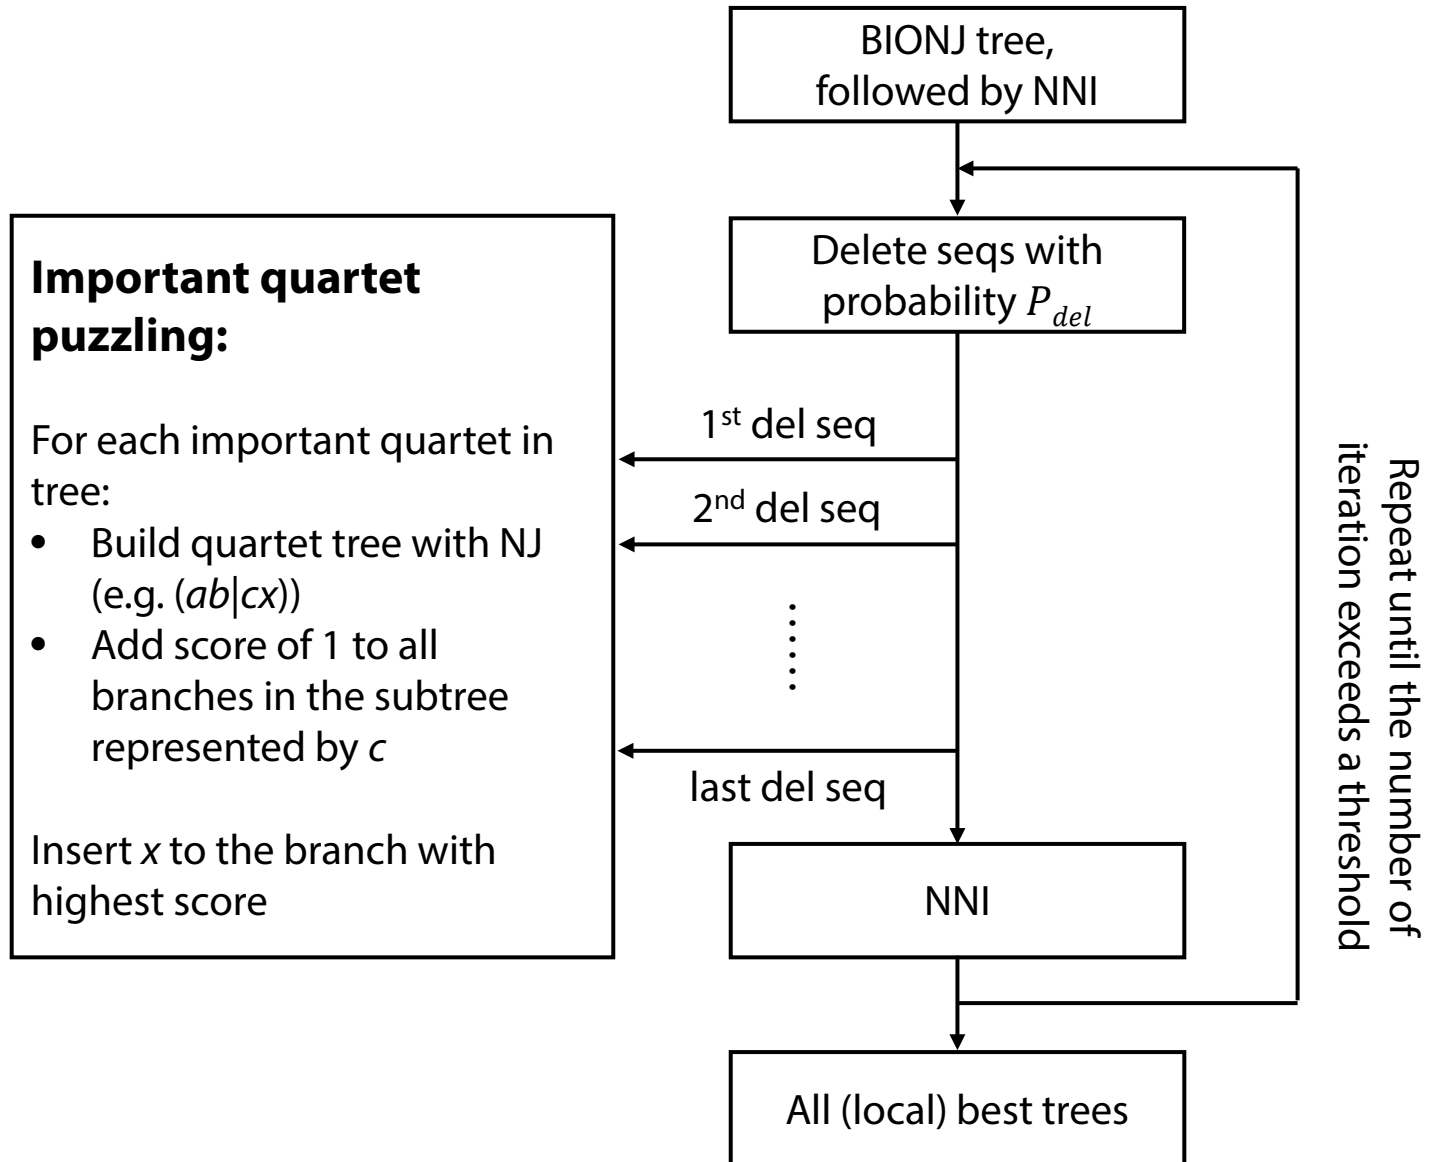 BIONJ tree,
followed by NNI
Delete seqs with
probability P_del
Important quartet
puzzling:
For each important quartet in
tree:
• Build quartet tree with NJ
(e.g. (ab|cx))
• Add score of 1 to all
branches in the subtree
represented by c
Insert x to the branch with
highest score
1st del seq
2nd del seq
last del seq
NNI
All (local) best trees
Repeat until the number of
iteration exceeds a threshold